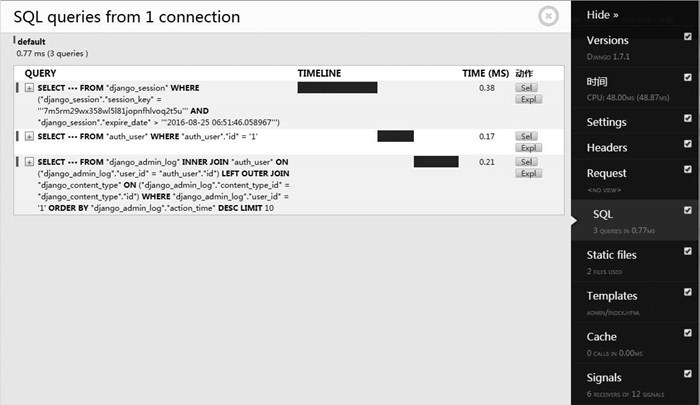 SQL queries from 1 connection
default
0.77 ms (3 queries )
QUERY TIMELINE TIME (MS) 动作
+ SELECT ••• FROM "django_session" WHERE 0.38 Sel
("django_session"."session_key" = Expl
'''7m5rm29wx358wl5l81jopnfhlvoq2t5u''' AND
"django_session"."expire_date" > '''2016-08-25 06:51:46.058967''')
+ SELECT ••• FROM "auth_user" WHERE "auth_user"."id" = '1' 0.17 Sel
Expl
+ SELECT ••• FROM "django_admin_log" INNER JOIN "auth_user" ON 0.21 Sel
("django_admin_log"."user_id" = "auth_user"."id") LEFT OUTER JOIN Expl
"django_content_type" ON ("django_admin_log"."content_type_id" =
"django_content_type"."id") WHERE "django_admin_log"."user_id" =
'1' ORDER BY "django_admin_log"."action_time" DESC LIMIT 10
Hide »
Versions
Django 1.7.1
时间
CPU: 48.00ms (48.87ms)
Settings
Headers
Request
<no view>
SQL
3 queries in 0.77ms
Static files
2 files used
Templates
admin/index.html
Cache
0 calls in 0.00ms
Signals
6 receivers of 12 signals